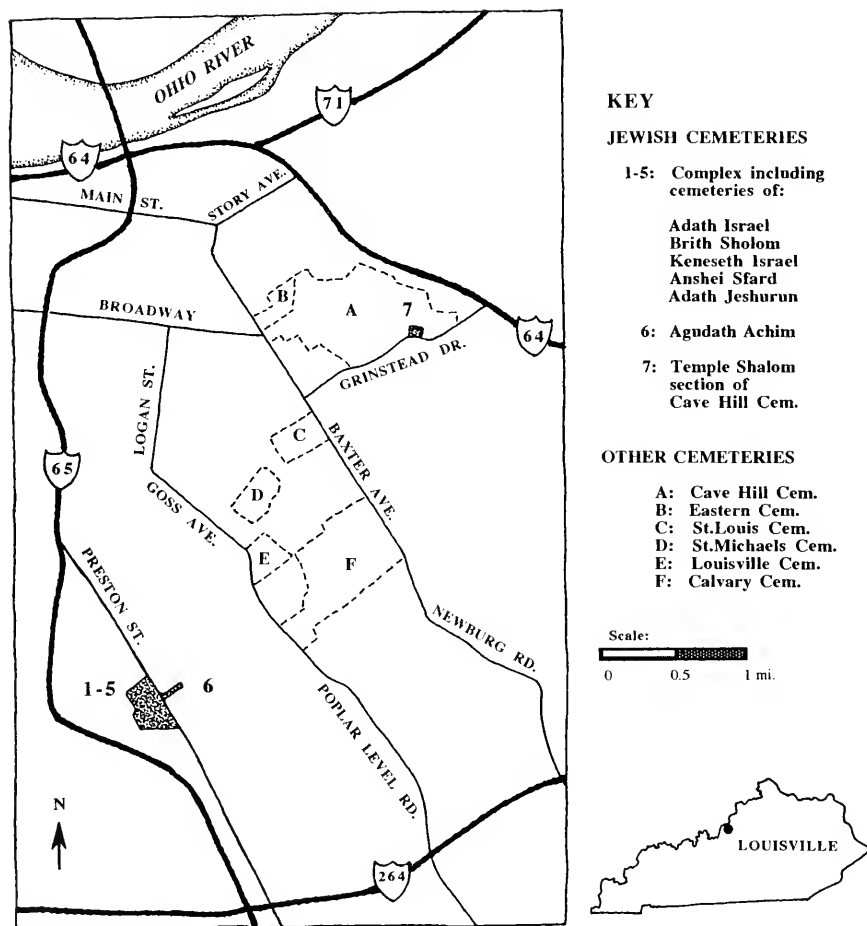 OHIO RIVER
71
64
MAIN ST.
STORY AVE.
B
A
7
BROADWAY
64
GRINSTEAD DR.
LOGAN ST.
C
BAXTER AVE.
65
D
GOSS AVE.
E
F
PRESTON ST.
NEWBURG RD.
1-5
6
POPLAR LEVEL RD.
N
264
KEY
JEWISH CEMETERIES
1-5: Complex including
cemeteries of:
Adath Israel
Brith Sholom
Keneseth Israel
Anshei Sfard
Adath Jeshurun
6: Agudath Achim
7: Temple Shalom
section of
Cave Hill Cem.
OTHER CEMETERIES
A: Cave Hill Cem.
B: Eastern Cem.
C: St.Louis Cem.
D: St.Michaels Cem.
E: Louisville Cem.
F: Calvary Cem.
Scale:
0 0.5 1 mi.
LOUISVILLE